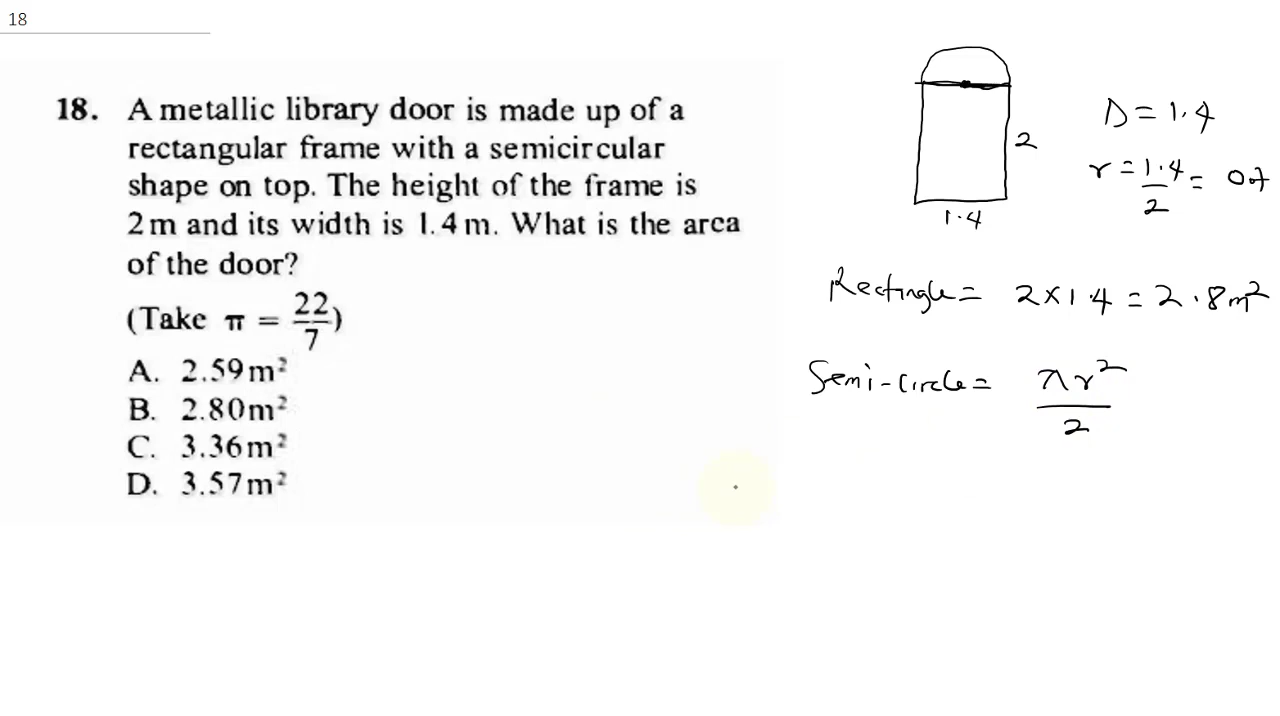 18
18. A metallic library door is made up of a
rectangular frame with a semicircular
shape on top. The height of the frame is
2 m and its width is 1.4 m. What is the area
of the door?
(Take π = 22/7)
A. 2.59 m²
B. 2.80 m²
C. 3.36 m²
D. 3.57 m²
2
1.4
D = 1.4
r = 1.4/2 = 0.7
Rectangle = 2 × 1.4 = 2.8m²
Semi-circle = πr²/2